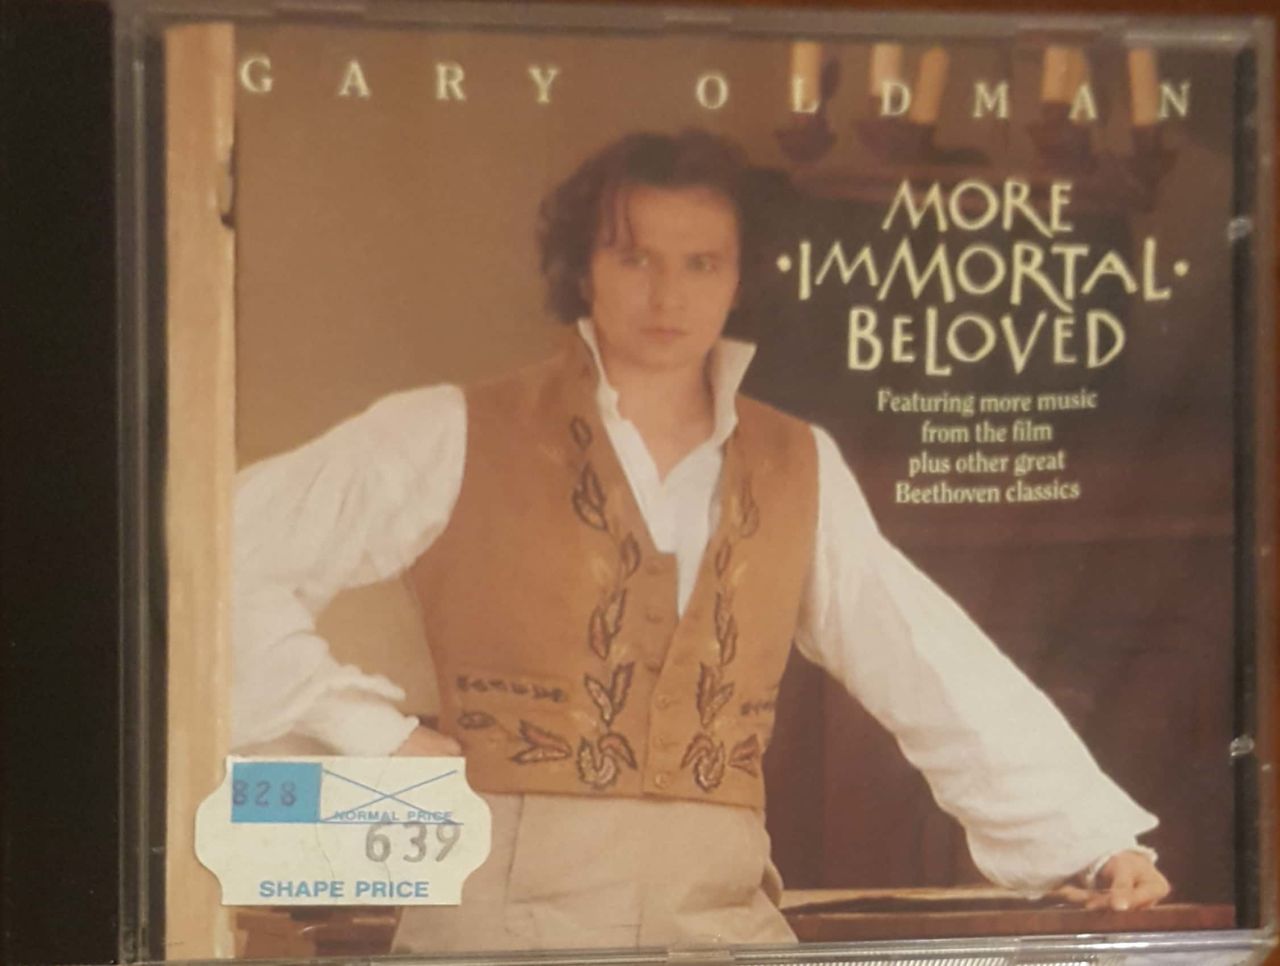 GARY OLDMAN
MORE
·IMMORTAL·
BELOVED
Featuring more music
from the film
plus other great
Beethoven classics
828
NORMAL PRICE
639
SHAPE PRICE